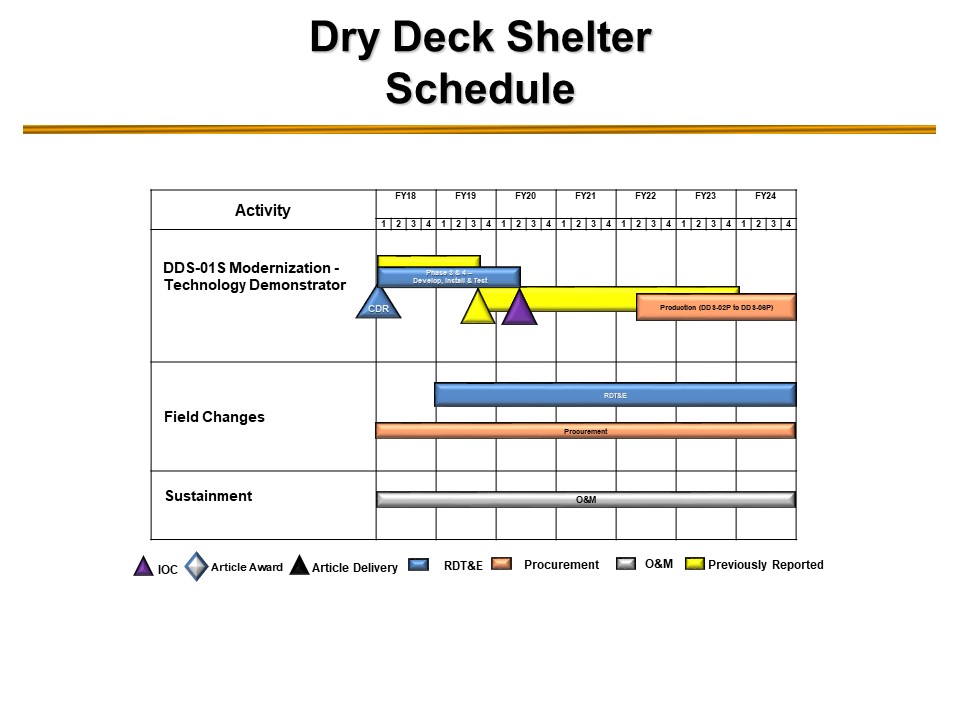 Dry Deck Shelter
Schedule
Activity
FY18 FY19 FY20 FY21 FY22 FY23 FY24
1 2 3 4 1 2 3 4 1 2 3 4 1 2 3 4 1 2 3 4 1 2 3 4 1 2 3 4
DDS-01S Modernization -
Technology Demonstrator
Phase 3 & 4 –
Develop, Install & Test
CDR
Production (DDS-02P to DDS-06P)
Field Changes
RDT&E
Procurement
Sustainment
O&M
IOC Article Award Article Delivery RDT&E Procurement O&M Previously Reported